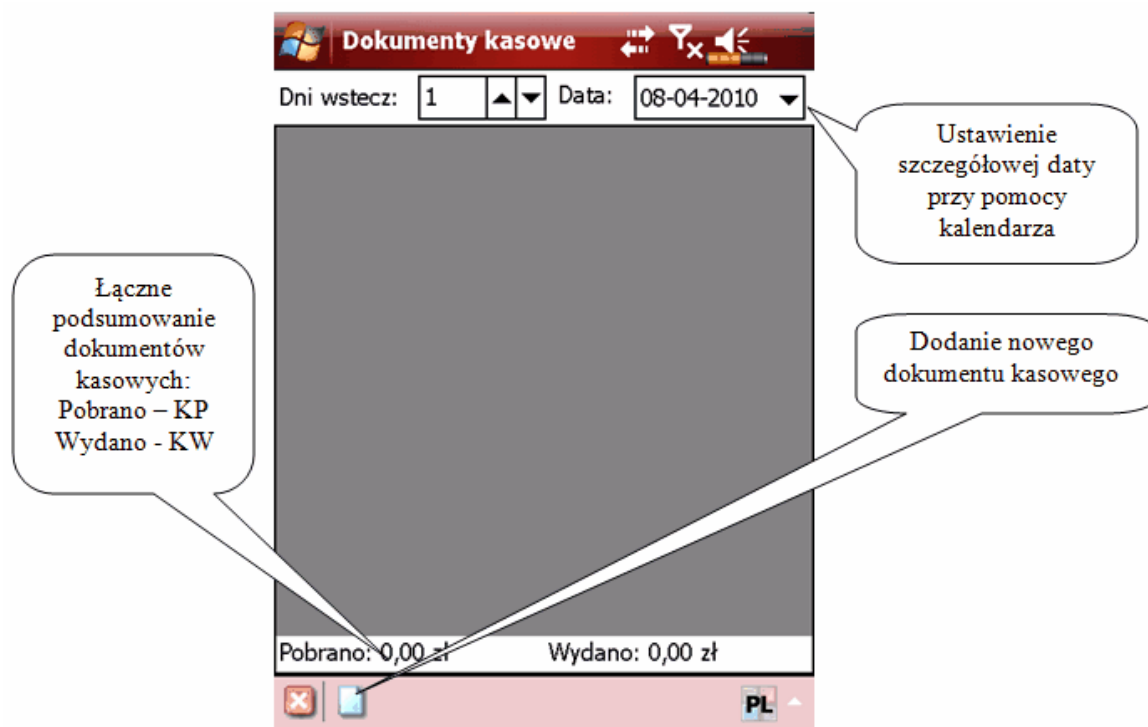 Dokumenty kasowe
Dni wstecz: 1 Data: 08-04-2010
Ustawienie
szczegółowej daty
przy pomocy
kalendarza
Łączne
podsumowanie
dokumentów
kasowych:
Pobrano – KP
Wydano - KW
Dodanie nowego
dokumentu kasowego
Pobrano: 0,00 zł Wydano: 0,00 zł
PL